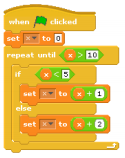 when clicked
set x to 0
repeat until x > 10
if x < 5
set x to x + 1
else
set x to x + 2